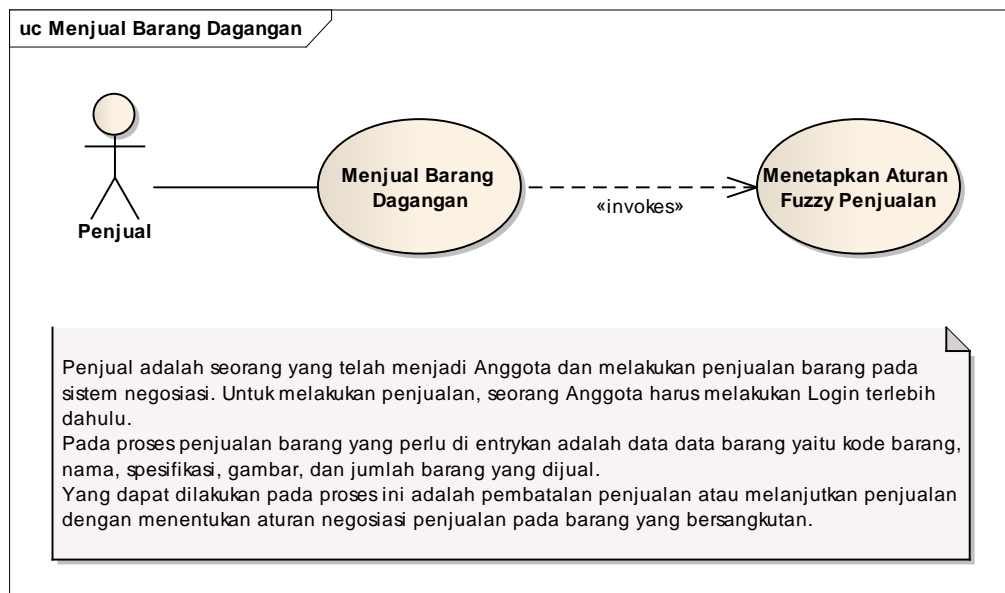 uc Menjual Barang Dagangan
Penjual
Menjual Barang
Dagangan
«invokes»
Menetapkan Aturan
Fuzzy Penjualan
Penjual adalah seorang yang telah menjadi Anggota dan melakukan penjualan barang pada
sistem negosiasi. Untuk melakukan penjualan, seorang Anggota harus melakukan Login terlebih
dahulu.
Pada proses penjualan barang yang perlu di entrykan adalah data data barang yaitu kode barang,
nama, spesifikasi, gambar, dan jumlah barang yang dijual.
Yang dapat dilakukan pada proses ini adalah pembatalan penjualan atau melanjutkan penjualan
dengan menentukan aturan negosiasi penjualan pada barang yang bersangkutan.